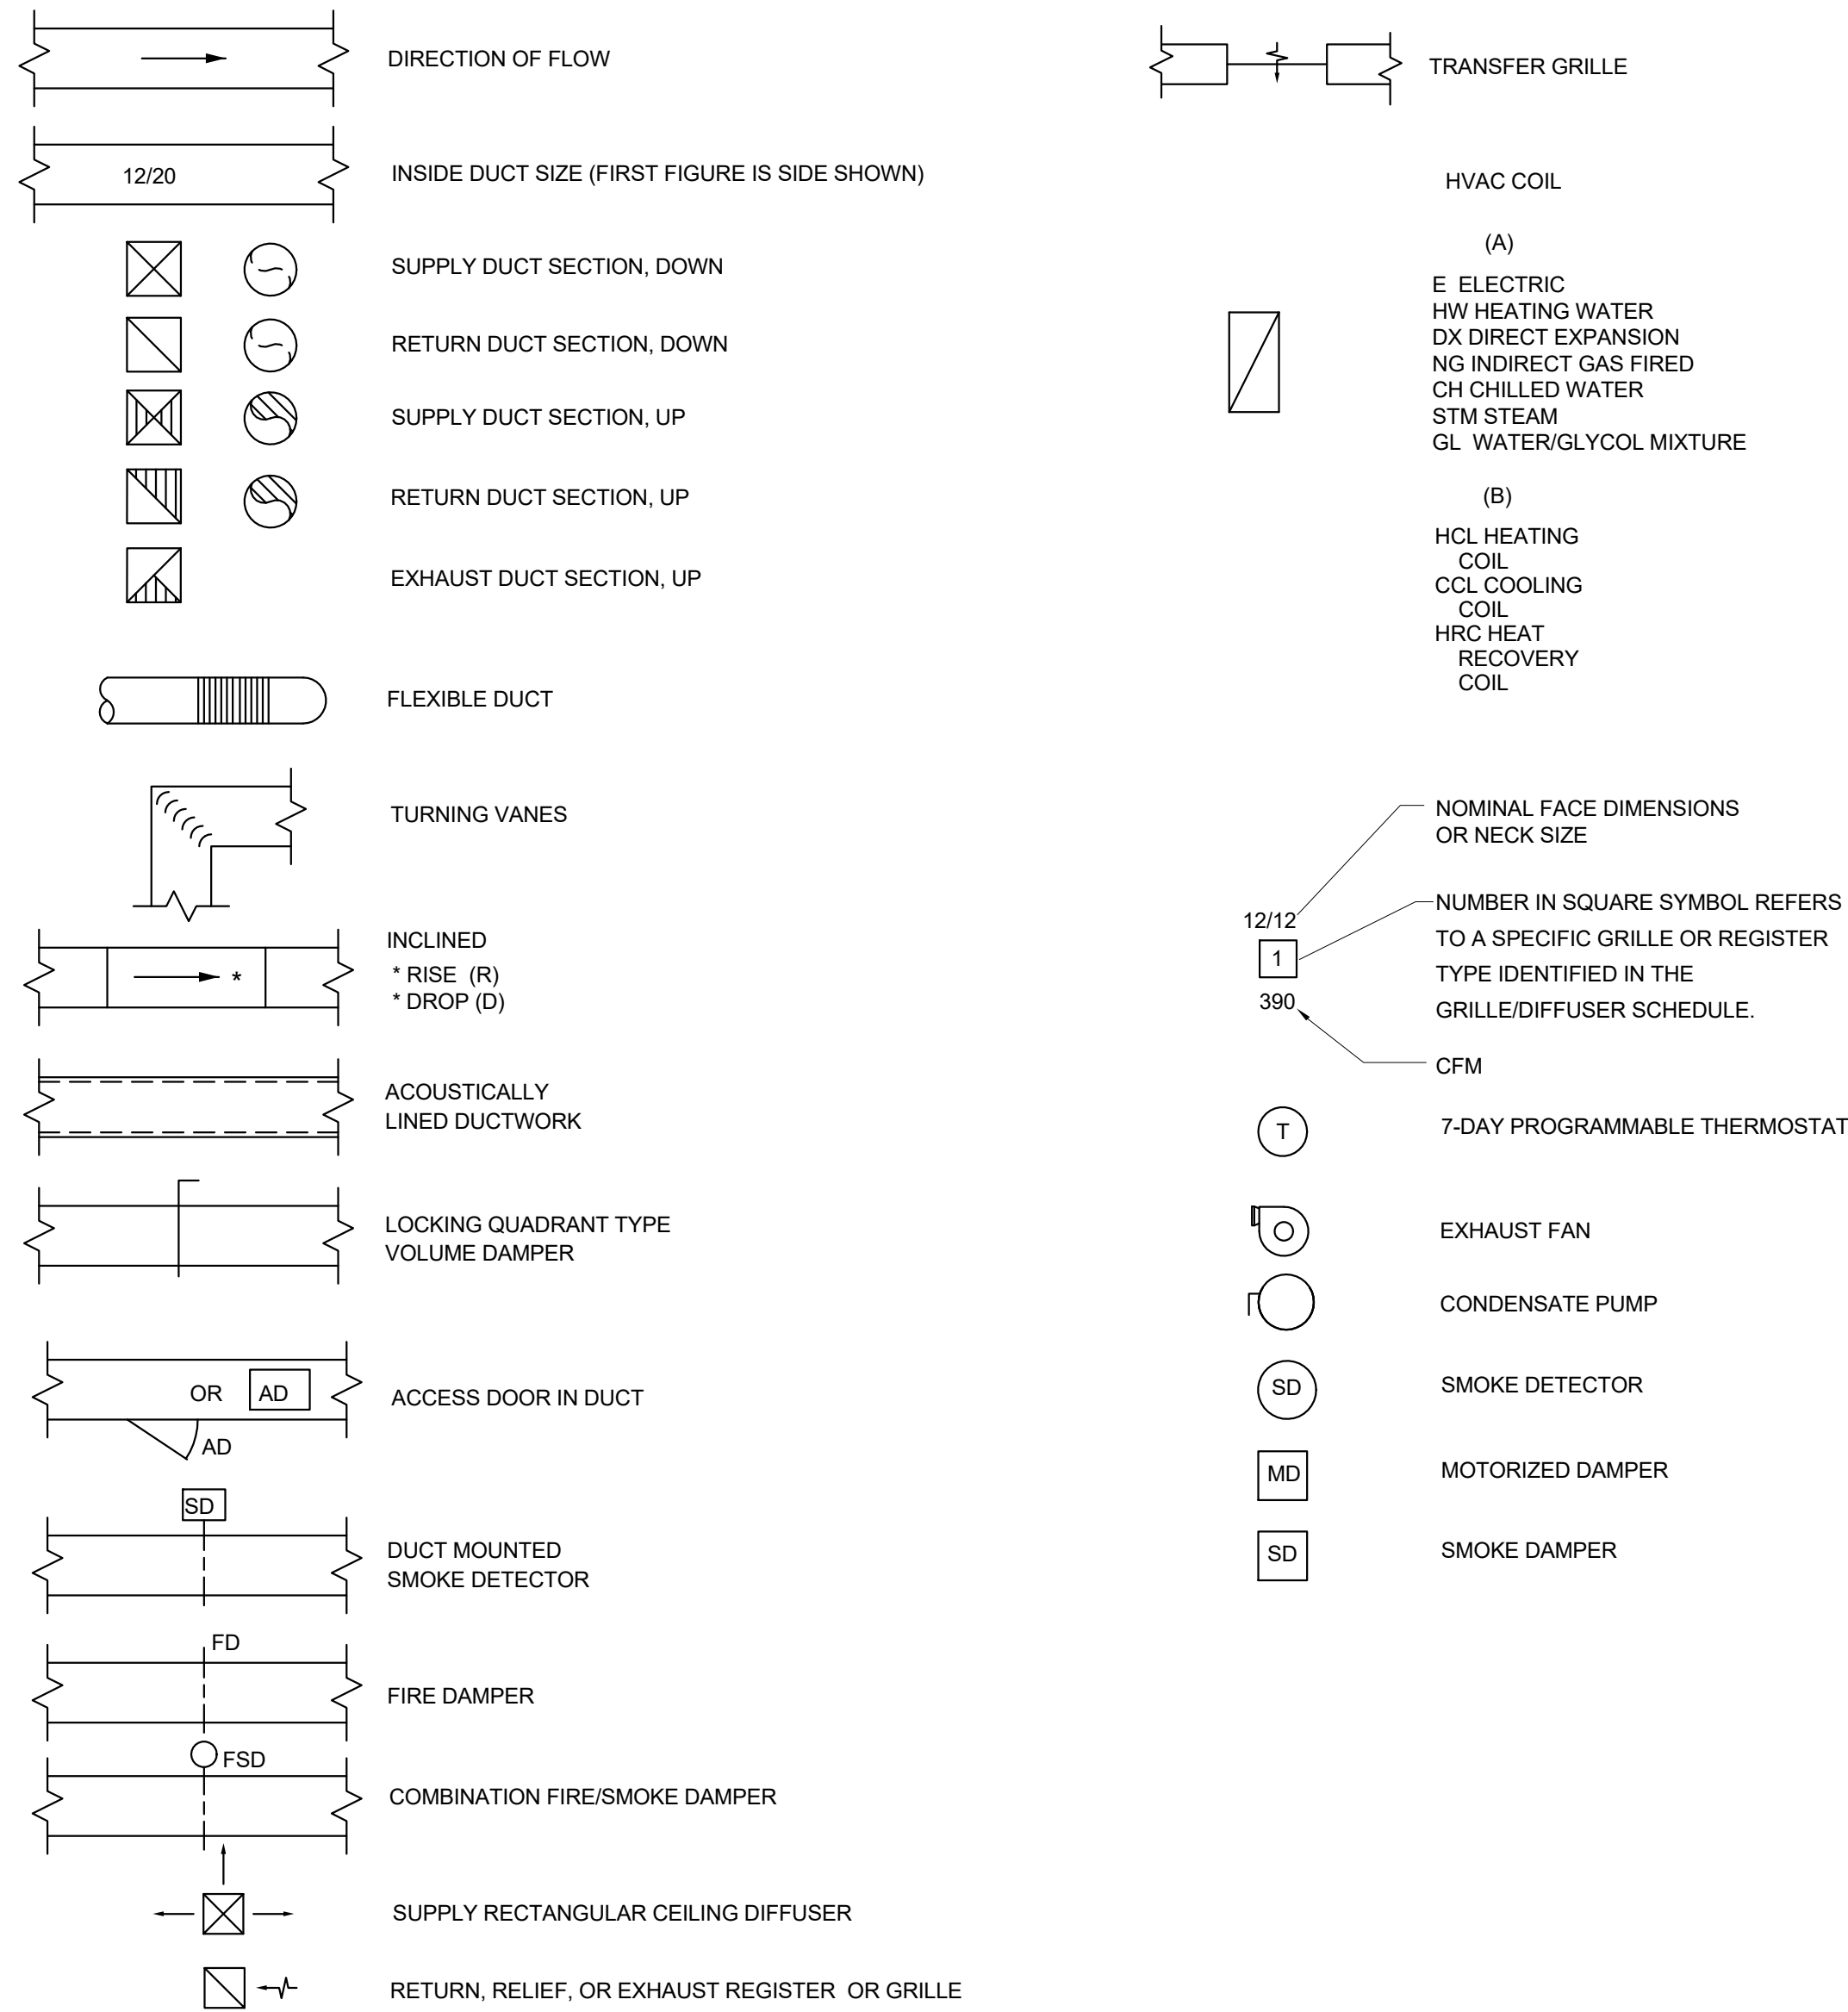 DIRECTION OF FLOW
12/20
INSIDE DUCT SIZE (FIRST FIGURE IS SIDE SHOWN)
SUPPLY DUCT SECTION, DOWN
RETURN DUCT SECTION, DOWN
SUPPLY DUCT SECTION, UP
RETURN DUCT SECTION, UP
EXHAUST DUCT SECTION, UP
FLEXIBLE DUCT
TURNING VANES
INCLINED
*
* RISE (R)
* DROP (D)
ACOUSTICALLY
LINED DUCTWORK
LOCKING QUADRANT TYPE
VOLUME DAMPER
OR AD
AD
ACCESS DOOR IN DUCT
SD
DUCT MOUNTED
SMOKE DETECTOR
FD
FIRE DAMPER
FSD
COMBINATION FIRE/SMOKE DAMPER
SUPPLY RECTANGULAR CEILING DIFFUSER
RETURN, RELIEF, OR EXHAUST REGISTER OR GRILLE
TRANSFER GRILLE
HVAC COIL
(A)
E ELECTRIC
HW HEATING WATER
DX DIRECT EXPANSION
NG INDIRECT GAS FIRED
CH CHILLED WATER
STM STEAM
GL WATER/GLYCOL MIXTURE
(B)
HCL HEATING
COIL
CCL COOLING
COIL
HRC HEAT
RECOVERY
COIL
NOMINAL FACE DIMENSIONS
OR NECK SIZE
12/12
1
390
NUMBER IN SQUARE SYMBOL REFERS
TO A SPECIFIC GRILLE OR REGISTER
TYPE IDENTIFIED IN THE
GRILLE/DIFFUSER SCHEDULE.
CFM
T
7-DAY PROGRAMMABLE THERMOSTAT
EXHAUST FAN
CONDENSATE PUMP
SD
SMOKE DETECTOR
MD
MOTORIZED DAMPER
SD
SMOKE DAMPER